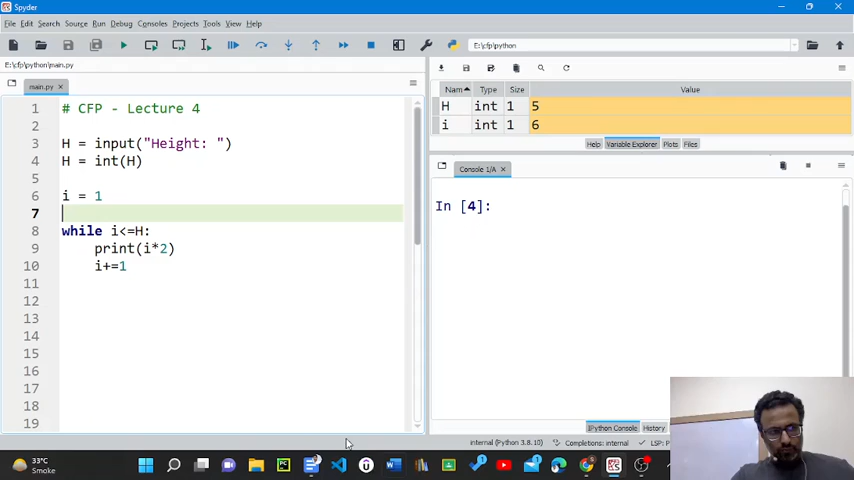 Spyder
File Edit Search Source Run Debug Consoles Projects Tools View Help
E:\cfp\python
E:\cfp\python\main.py
main.py
Nam Type Size Value
H int 1 5
i int 1 6
Help Variable Explorer Plots Files
Console 1/A
1 # CFP - Lecture 4
2
3 H = input("Height: ")
4 H = int(H)
5
6 i = 1
7
8 while i<=H:
9 print(i*2)
10 i+=1
11
12
13
14
15
16
17
18
19
In [4]:
IPython Console History
internal (Python 3.8.10) Completions: internal LSP:
33°C
Smoke